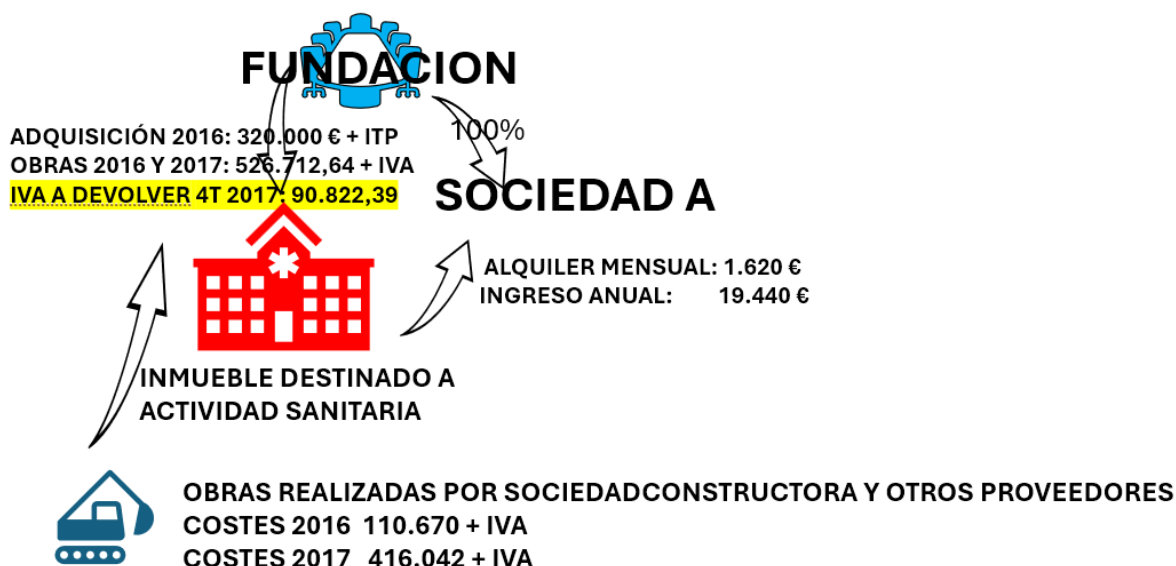 FUNDACION
100%
ADQUISICIÓN 2016: 320.000 € + ITP
OBRAS 2016 Y 2017: 526.712,64 + IVA
IVA A DEVOLVER 4T 2017: 90.822,39
SOCIEDAD A
ALQUILER MENSUAL: 1.620 €
INGRESO ANUAL: 19.440 €
INMUEBLE DESTINADO A
ACTIVIDAD SANITARIA
OBRAS REALIZADAS POR SOCIEDADCONSTRUCTORA Y OTROS PROVEEDORES
COSTES 2016 110.670 + IVA
COSTES 2017 416.042 + IVA